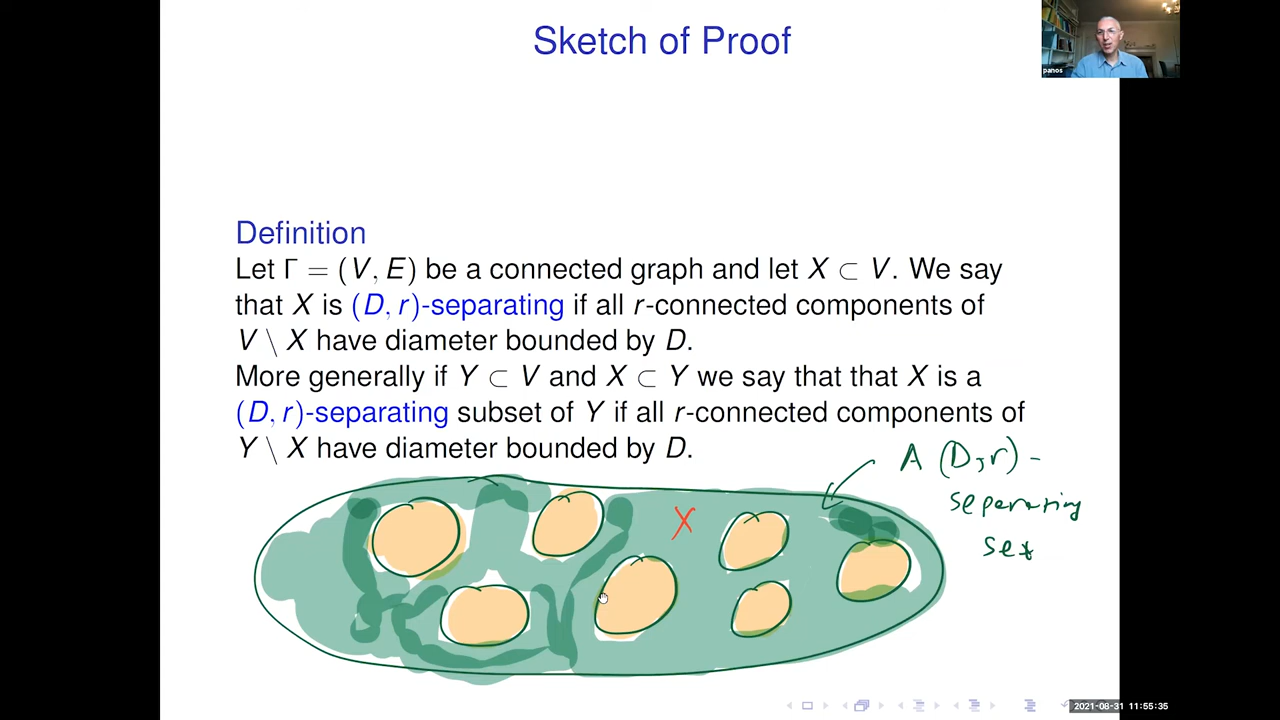 Sketch of Proof
panos
Definition
Let Γ = (V, E) be a connected graph and let X ⊂ V. We say
that X is (D, r)-separating if all r-connected components of
V \ X have diameter bounded by D.
More generally if Y ⊂ V and X ⊂ Y we say that that X is a
(D, r)-separating subset of Y if all r-connected components of
Y \ X have diameter bounded by D.
A (D,r) -
separating
set
X
2021-08-31 11:55:35